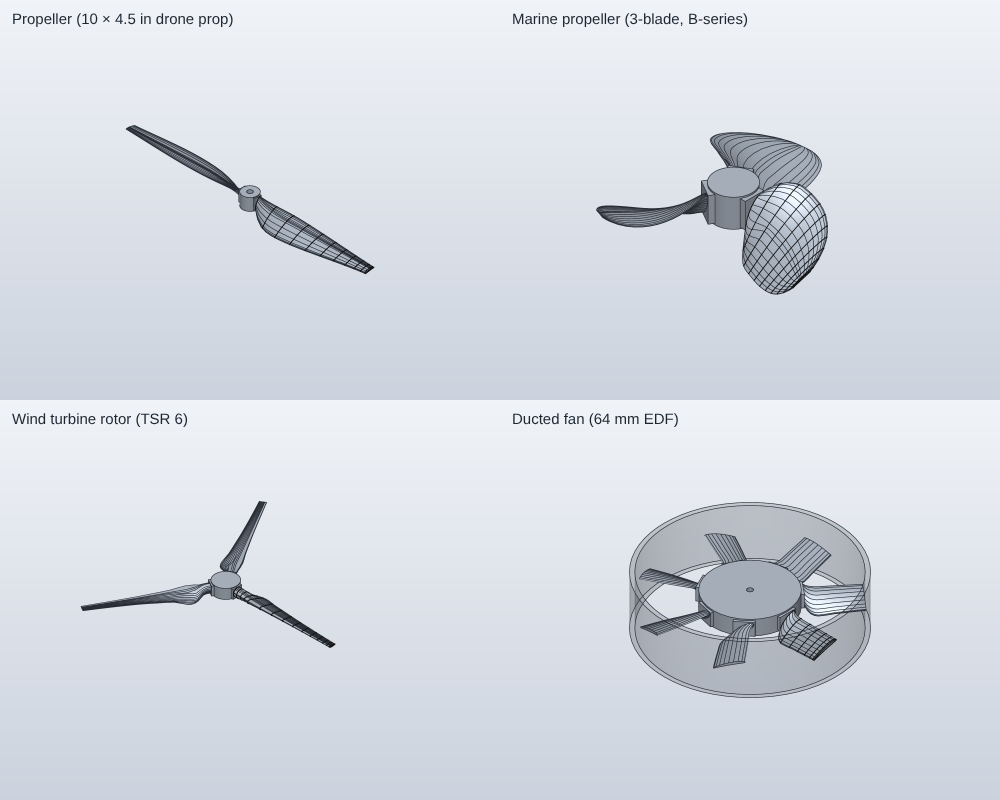 Propeller (10 × 4.5 in drone prop)
Marine propeller (3-blade, B-series)
Wind turbine rotor (TSR 6)
Ducted fan (64 mm EDF)